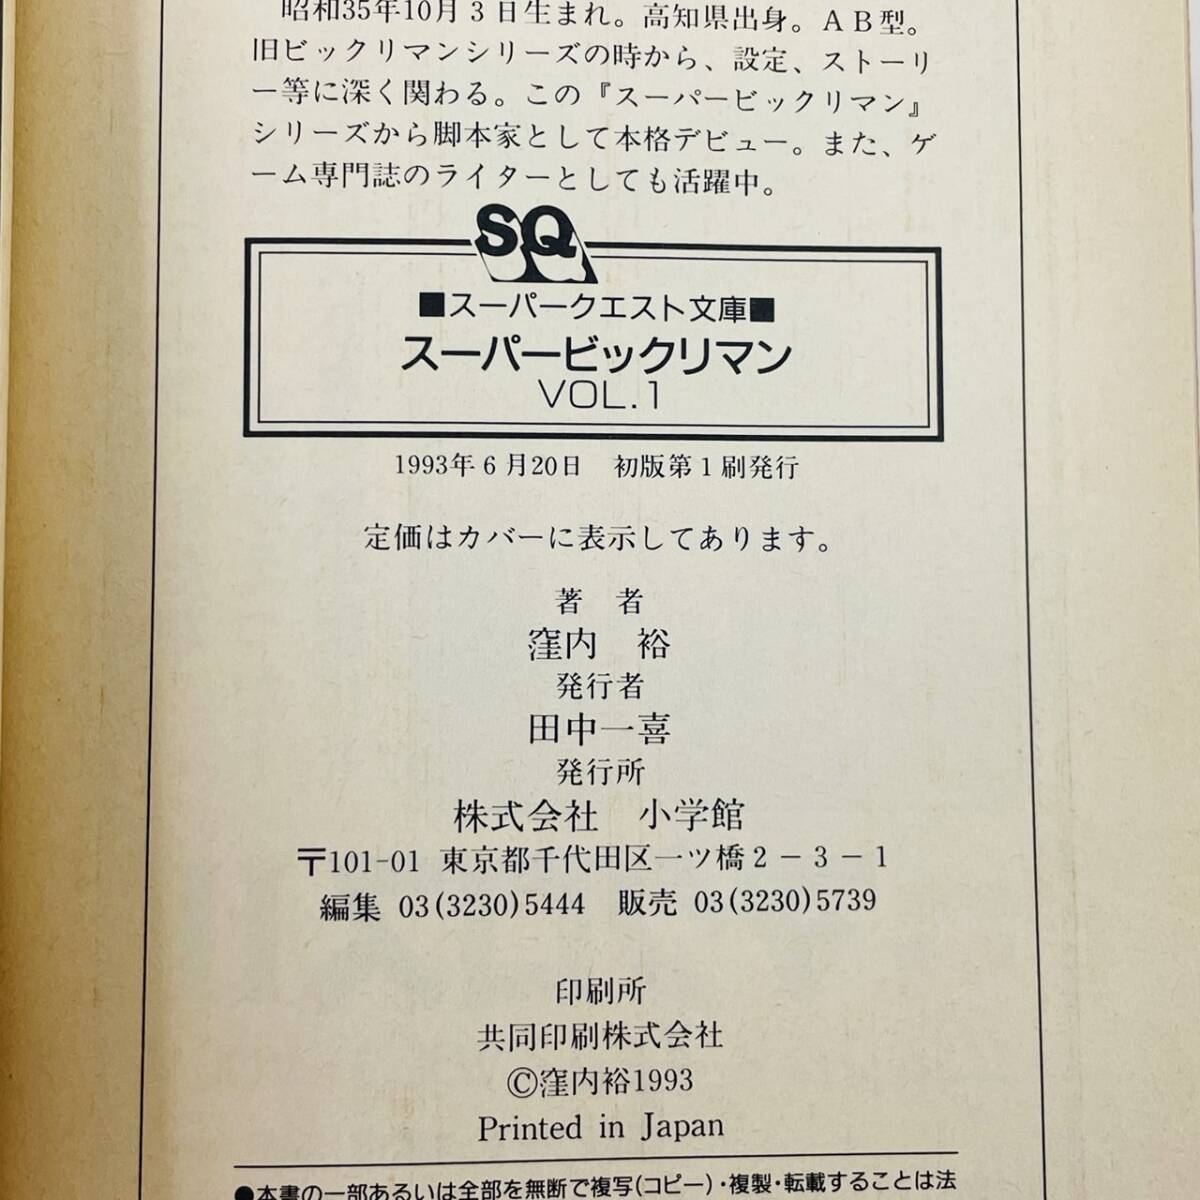 昭和35年10月3日生まれ。高知県出身。AB型。
旧ビックリマンシリーズの時から、設定、ストーリ
ー等に深く関わる。この『スーパービックリマン』
シリーズから脚本家として本格デビュー。また、ゲ
ーム専門誌のライターとしても活躍中。
SQ
■スーパークエスト文庫■
スーパービックリマン
VOL.1
1993年6月20日　初版第1刷発行
定価はカバーに表示してあります。
著　者
窪内　裕
発行者
田中一喜
発行所
株式会社　小学館
〒101-01 東京都千代田区一ツ橋2-3-1
編集 03(3230)5444　販売 03(3230)5739
印刷所
共同印刷株式会社
©窪内裕1993
Printed in Japan
●本書の一部あるいは全部を無断で複写(コピー)・複製・転載することは法